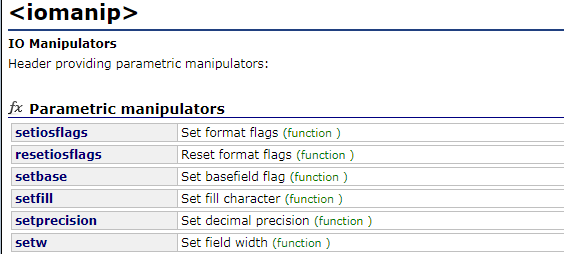 <iomanip>
IO Manipulators
Header providing parametric manipulators:
fx Parametric manipulators
setiosflags Set format flags (function )
resetiosflags Reset format flags (function )
setbase Set basefield flag (function )
setfill Set fill character (function )
setprecision Set decimal precision (function )
setw Set field width (function )